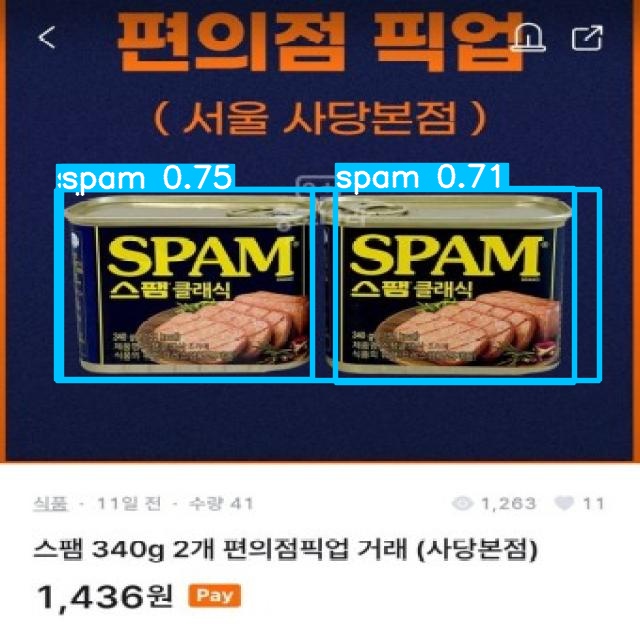 편의점 픽업
( 서울 사당본점 )
spam 0.75
spam 0.71
SPAM
스팸 클래식
SPAM
스팸 클래식
식품 · 11일 전 · 수량 41
1,263
11
스팸 340g 2개 편의점픽업 거래 (사당본점)
1,436원
Pay